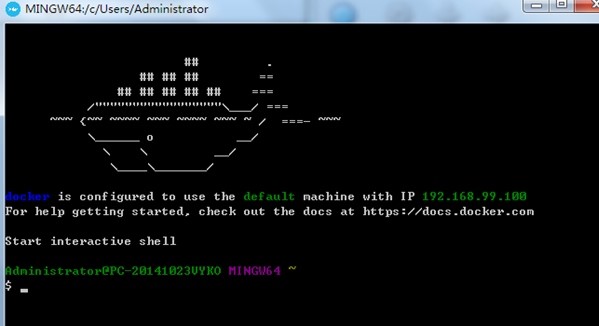 MINGW64:/c/Users/Administrator
##         .
## ## ##        ==
## ## ## ## ##    ===
/"""""""""""""""""\___/ ===
~~~ {~~ ~~~~ ~~~ ~~~~ ~~~ ~ /  ===- ~~~
\______ o           __/
\    \         __/
\____\_______/
docker is configured to use the default machine with IP 192.168.99.100
For help getting started, check out the docs at https://docs.docker.com
Start interactive shell
Administrator@PC-20141023VYKO MINGW64 ~
$ _